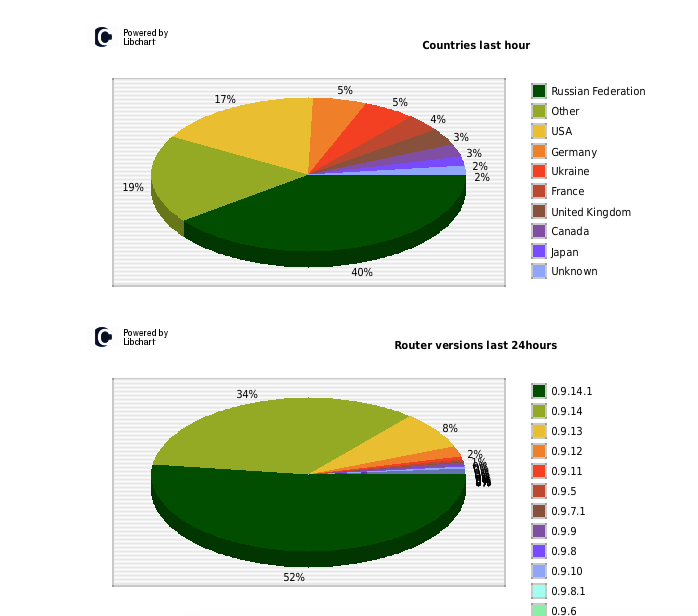 Powered by
Libchart
Countries last hour
17%
5%
5%
4%
3%
3%
2%
2%
19%
40%
Russian Federation
Other
USA
Germany
Ukraine
France
United Kingdom
Canada
Japan
Unknown
Powered by
Libchart
Router versions last 24hours
34%
8%
2%
1%
52%
0.9.14.1
0.9.14
0.9.13
0.9.12
0.9.11
0.9.5
0.9.7.1
0.9.9
0.9.8
0.9.10
0.9.8.1
0.9.6